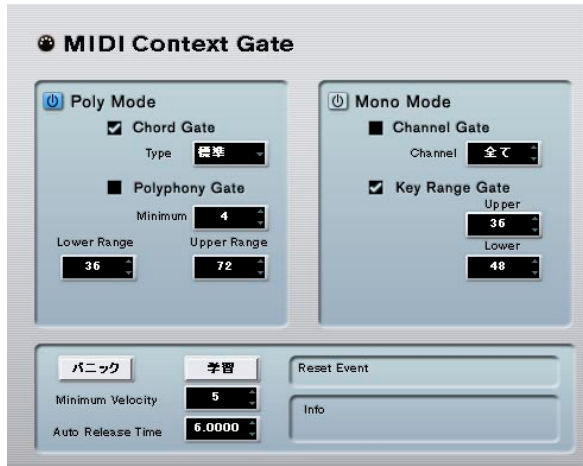 MIDI Context Gate
Poly Mode
Chord Gate
Type 標準
Polyphony Gate
Minimum 4
Lower Range Upper Range
36 72
Mono Mode
Channel Gate
Channel 全て
Key Range Gate
Upper
36
Lower
48
パニック 学習
Minimum Velocity 5
Auto Release Time 6.0000
Reset Event
Info